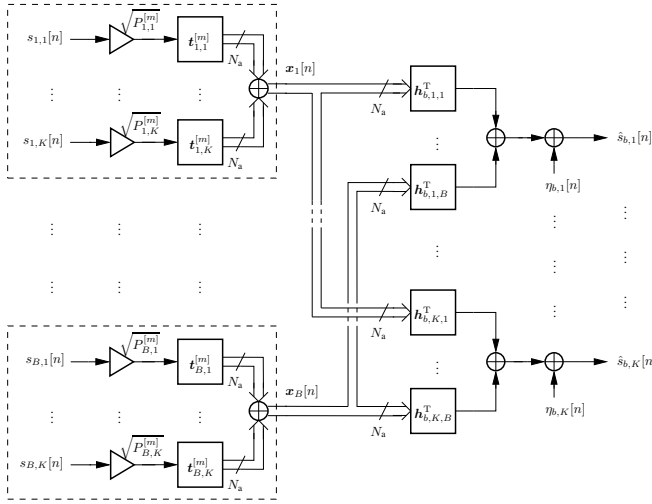 s_{1,1}[n]
\sqrt{P_{1,1}^{[m]}}
t_{1,1}^{[m]}
N_a
x_1[n]
N_a
h_{b,1,1}^T
⋮ ⋮ ⋮ ⋮
s_{1,K}[n]
\sqrt{P_{1,K}^{[m]}}
t_{1,K}^{[m]}
N_a
ŝ_{b,1}[n]
η_{b,1}[n]
N_a
h_{b,1,B}^T
⋮ ⋮ ⋮ ⋮ ⋮ ⋮
⋮ ⋮ ⋮ ⋮ ⋮
N_a
h_{b,K,1}^T
s_{B,1}[n]
\sqrt{P_{B,1}^{[m]}}
t_{B,1}^{[m]}
N_a
ŝ_{b,K}[n]
η_{b,K}[n]
x_B[n]
N_a
h_{b,K,B}^T
⋮ ⋮ ⋮ ⋮
s_{B,K}[n]
\sqrt{P_{B,K}^{[m]}}
t_{B,K}^{[m]}
N_a